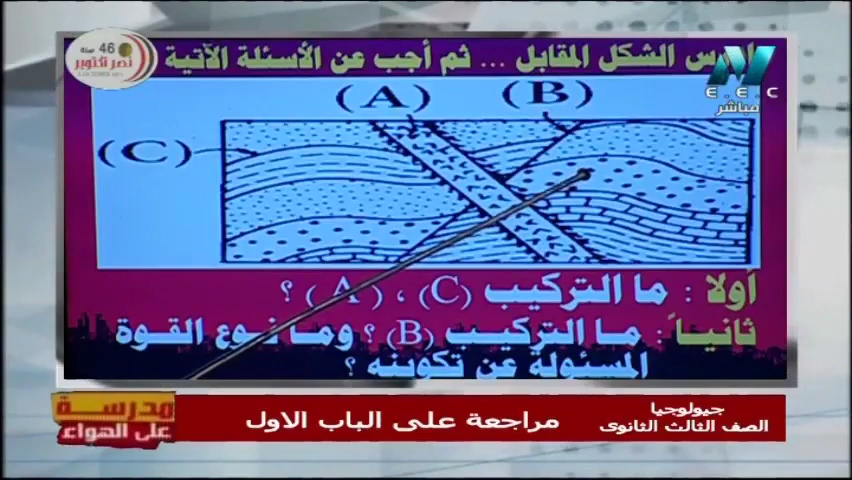 46 سنة
نصر أكتوبر
الشكل المقابل ... ثم أجب عن الأسئلة الآتية
E.E.C
مباشر
(A)
(B)
(C)
أولا : ما التركيب (C) ، (A) ؟
ثانياً : ما التركيب (B) ؟ وما نوع القوة
المسئولة عن تكوينه ؟
مدرسة
على الهواء
مراجعة على الباب الاول
جيولوجيا
الصف الثالث الثانوى